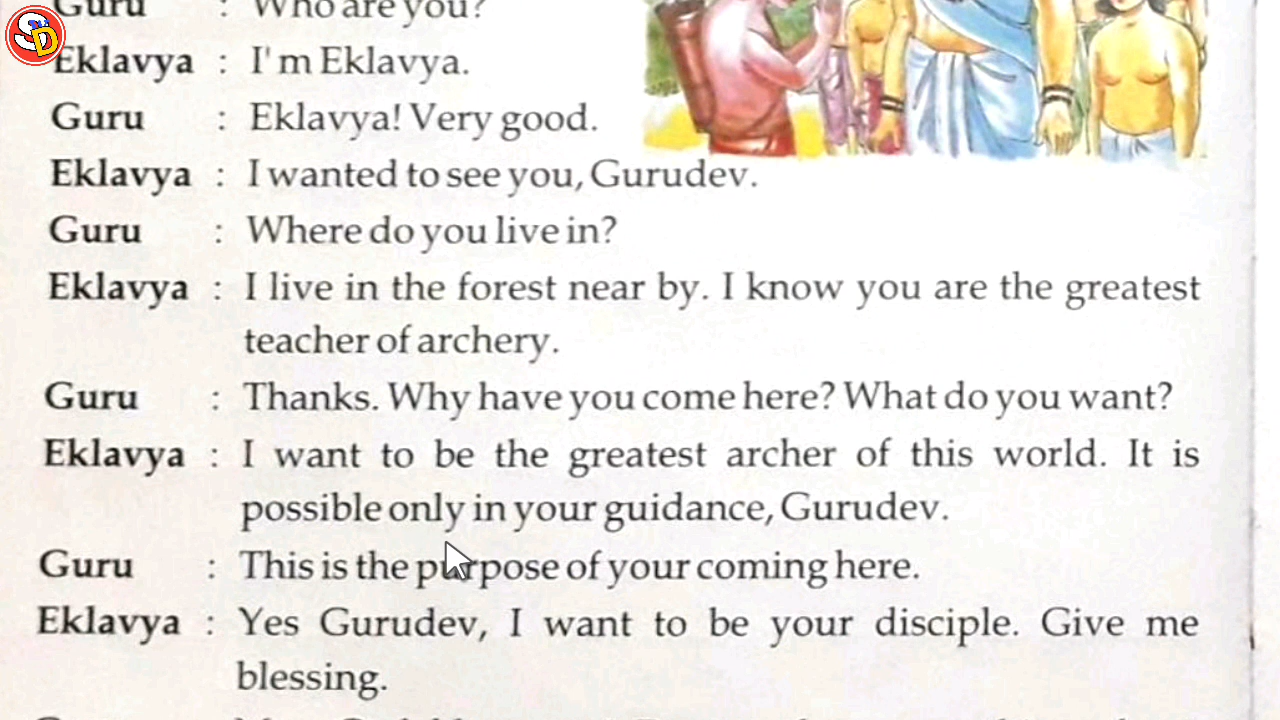 Guru : Who are you?
Eklavya : I'm Eklavya.
Guru : Eklavya! Very good.
Eklavya : I wanted to see you, Gurudev.
Guru : Where do you live in?
Eklavya : I live in the forest near by. I know you are the greatest
teacher of archery.
Guru : Thanks. Why have you come here? What do you want?
Eklavya : I want to be the greatest archer of this world. It is
possible only in your guidance, Gurudev.
Guru : This is the purpose of your coming here.
Eklavya : Yes Gurudev, I want to be your disciple. Give me
blessing.